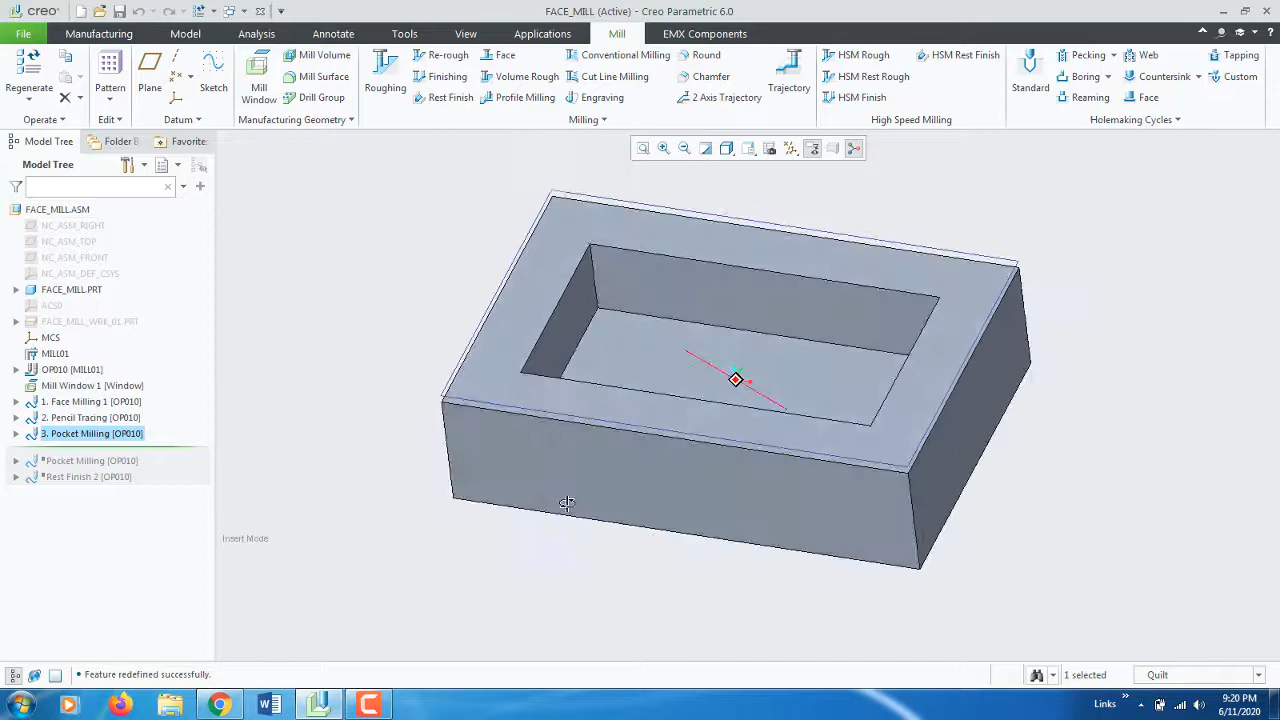 creo
FACE_MILL (Active) - Creo Parametric 6.0
File
Manufacturing
Model
Analysis
Annotate
Tools
View
Applications
Mill
EMX Components
Regenerate
Operate
Pattern
Edit
Plane
Sketch
Datum
Mill Window
Mill Volume
Mill Surface
Drill Group
Manufacturing Geometry
Roughing
Re-rough
Finishing
Rest Finish
Face
Volume Rough
Profile Milling
Conventional Milling
Cut Line Milling
Engraving
Round
Chamfer
2 Axis Trajectory
Trajectory
Milling
HSM Rough
HSM Rest Rough
HSM Finish
HSM Rest Finish
High Speed Milling
Standard
Pecking
Boring
Reaming
Web
Countersink
Face
Tapping
Custom
Holemaking Cycles
Model Tree
Folder B
Favorite
Model Tree
FACE_MILL.ASM
NC_ASM_RIGHT
NC_ASM_TOP
NC_ASM_FRONT
NC_ASM_DEF_CSYS
FACE_MILL.PRT
ACS0
FACE_MILL_WRK_01.PRT
MCS
MILL01
OP010 [MILL01]
Mill Window 1 [Window]
1. Face Milling 1 [OP010]
2. Pencil Tracing [OP010]
3. Pocket Milling [OP010]
Pocket Milling [OP010]
Rest Finish 2 [OP010]
Insert Mode
• Feature redefined successfully.
1 selected
Quilt
Links
9:20 PM
6/11/2020